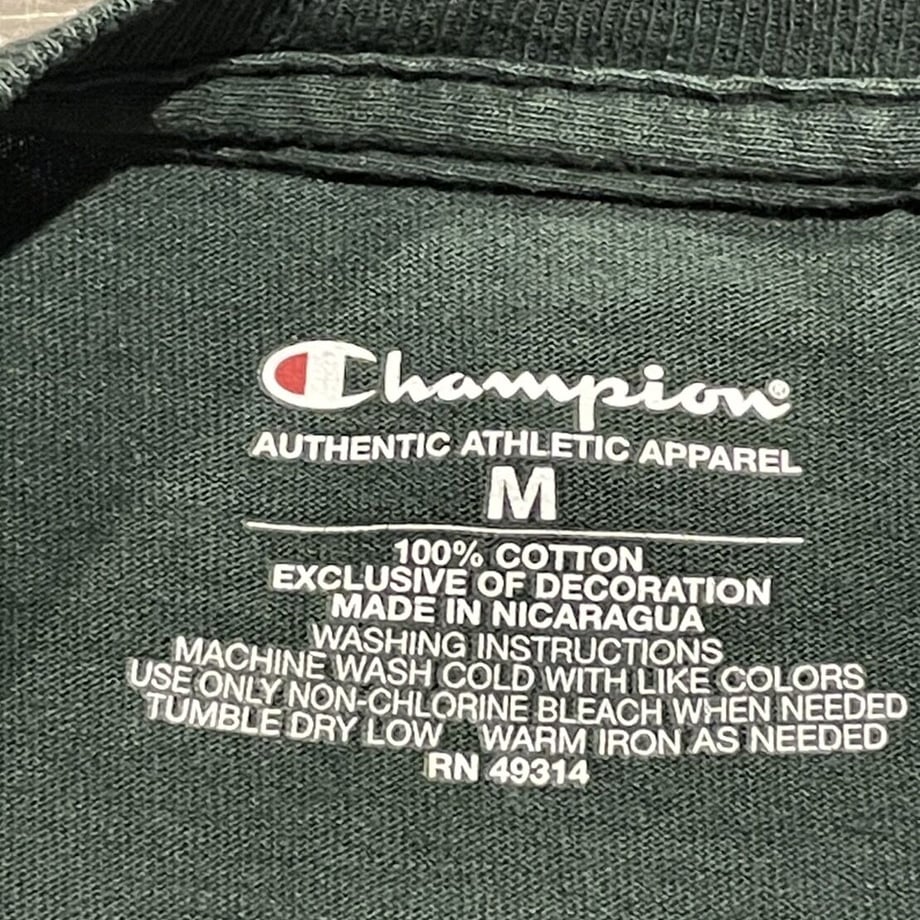 Champion®
AUTHENTIC ATHLETIC APPAREL
M
100% COTTON
EXCLUSIVE OF DECORATION
MADE IN NICARAGUA
WASHING INSTRUCTIONS
MACHINE WASH COLD WITH LIKE COLORS
USE ONLY NON-CHLORINE BLEACH WHEN NEEDED
TUMBLE DRY LOW WARM IRON AS NEEDED
RN 49314